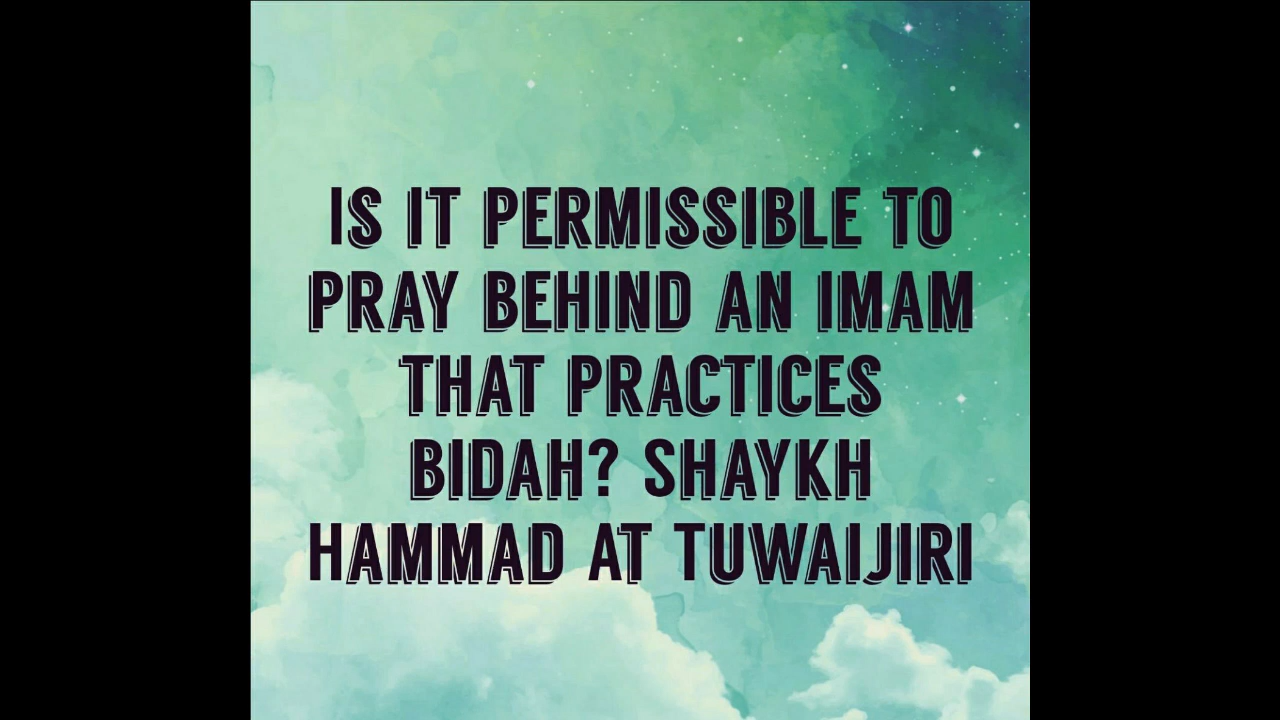 IS IT PERMISSIBLE TO
PRAY BEHIND AN IMAM
THAT PRACTICES
BIDAH? SHAYKH
HAMMAD AT TUWAIJIRI